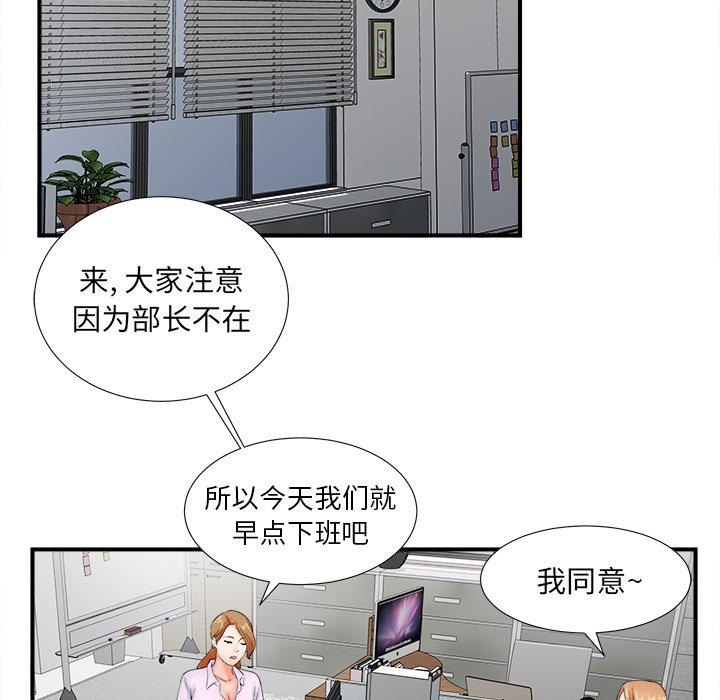 来,大家注意
因为部长不在
所以今天我们就
早点下班吧
我同意~